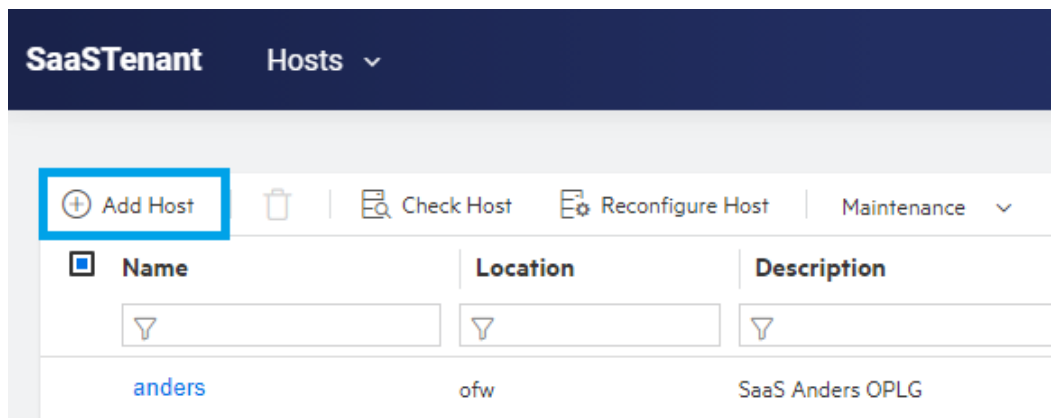 SaaSTenant Hosts
Add Host Check Host Reconfigure Host Maintenance
Name Location Description
anders ofw SaaS Anders OPLG